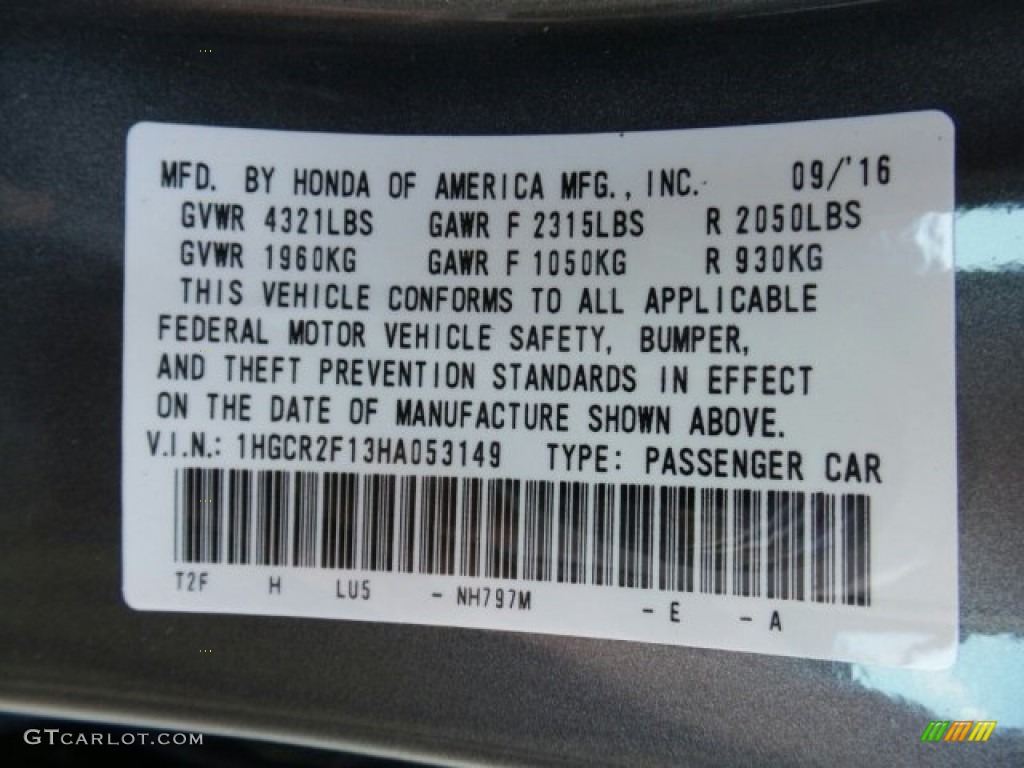 MFD. BY HONDA OF AMERICA MFG., INC. 09/'16
GVWR 4321LBS GAWR F 2315LBS R 2050LBS
GVWR 1960KG GAWR F 1050KG R 930KG
THIS VEHICLE CONFORMS TO ALL APPLICABLE
FEDERAL MOTOR VEHICLE SAFETY, BUMPER,
AND THEFT PREVENTION STANDARDS IN EFFECT
ON THE DATE OF MANUFACTURE SHOWN ABOVE.
V.I.N.: 1HGCR2F13HA053149 TYPE: PASSENGER CAR
T2F H LU5 - NH797M - E - A
GTCARLOT.COM